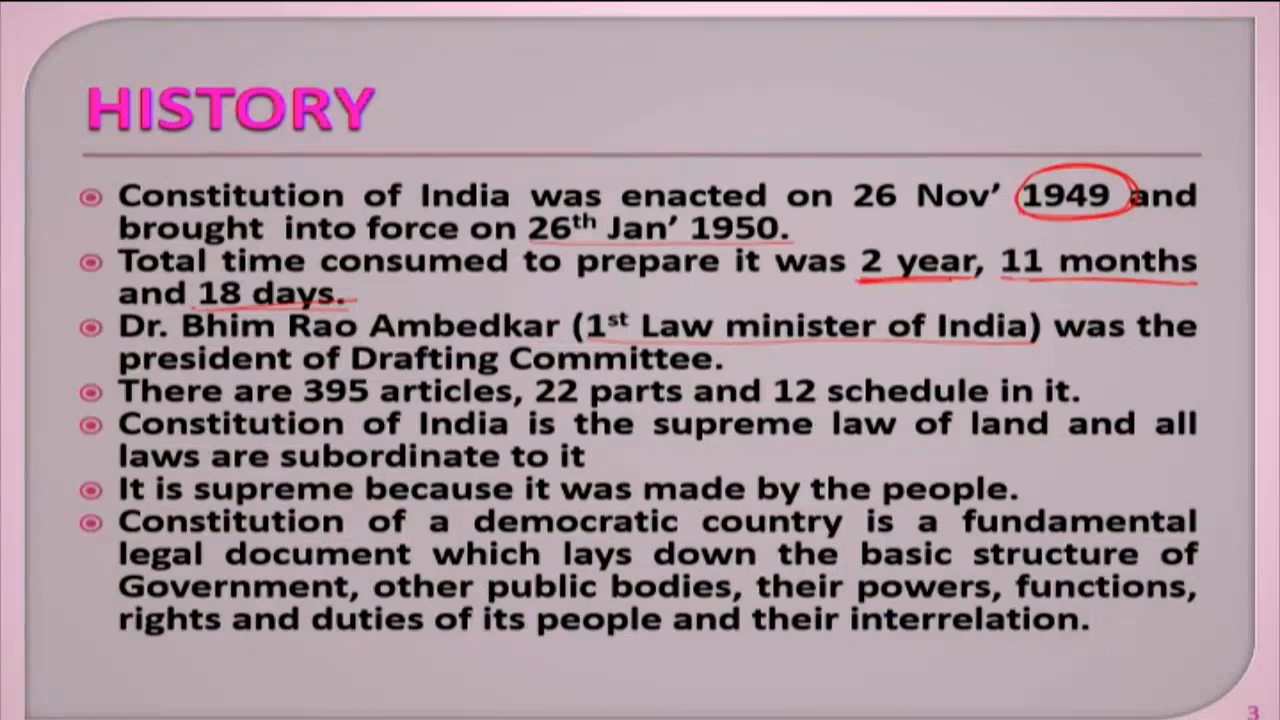 HISTORY
Constitution of India was enacted on 26 Nov’ 1949 and
brought into force on 26th Jan’ 1950.
Total time consumed to prepare it was 2 year, 11 months
and 18 days.
Dr. Bhim Rao Ambedkar (1st Law minister of India) was the
president of Drafting Committee.
There are 395 articles, 22 parts and 12 schedule in it.
Constitution of India is the supreme law of land and all
laws are subordinate to it
It is supreme because it was made by the people.
Constitution of a democratic country is a fundamental
legal document which lays down the basic structure of
Government, other public bodies, their powers, functions,
rights and duties of its people and their interrelation.
3